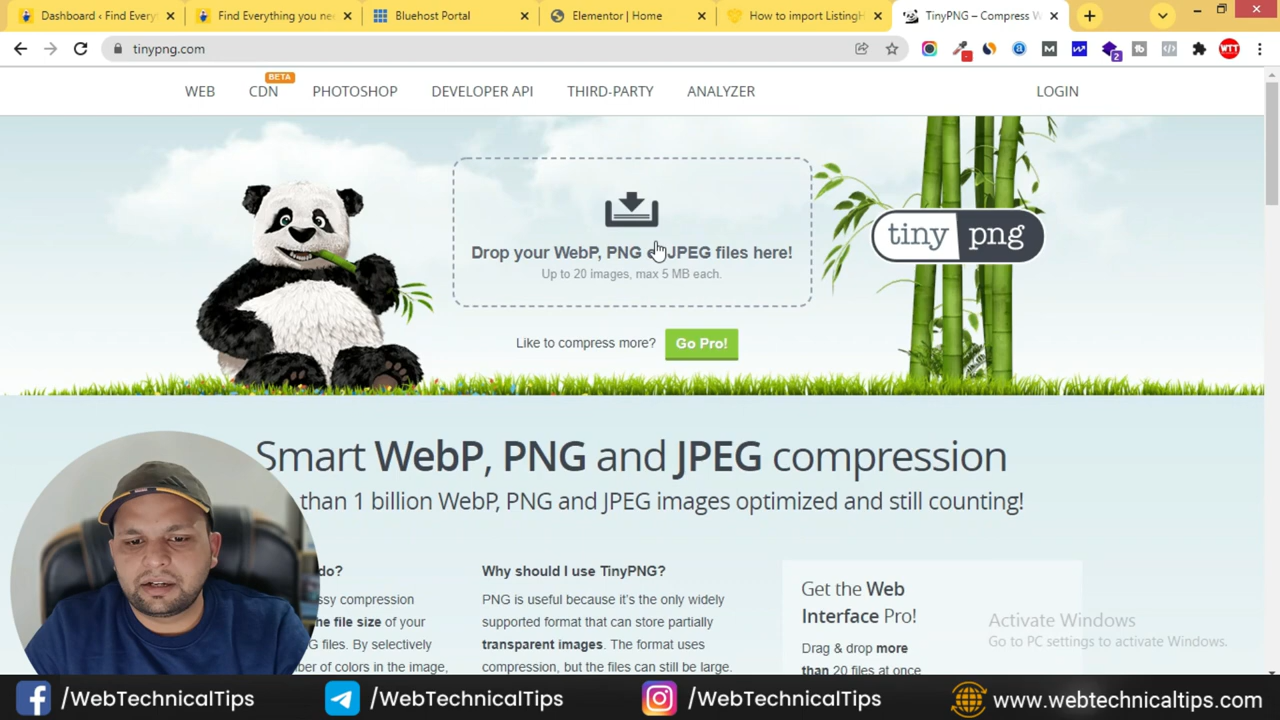 Dashboard ‹ Find Every
Find Everything you nee
Bluehost Portal
Elementor | Home
How to import ListingH
TinyPNG – Compress W
tinypng.com
2
WTT
BETA
WEB
CDN
PHOTOSHOP
DEVELOPER API
THIRD-PARTY
ANALYZER
LOGIN
Drop your WebP, PNG or JPEG files here!
Up to 20 images, max 5 MB each.
tiny png
Like to compress more?
Go Pro!
Smart WebP, PNG and JPEG compression
than 1 billion WebP, PNG and JPEG images optimized and still counting!
do?
ssy compression
he file size of your
G files. By selectively
ber of colors in the image,
Why should I use TinyPNG?
PNG is useful because it's the only widely
supported format that can store partially
transparent images. The format uses
compression, but the files can still be large.
Get the Web
Interface Pro!
Drag & drop more
than 20 files at once
Activate Windows
Go to PC settings to activate Windows.
/WebTechnicalTips
/WebTechnicalTips
/WebTechnicalTips
www.webtechnicaltips.com